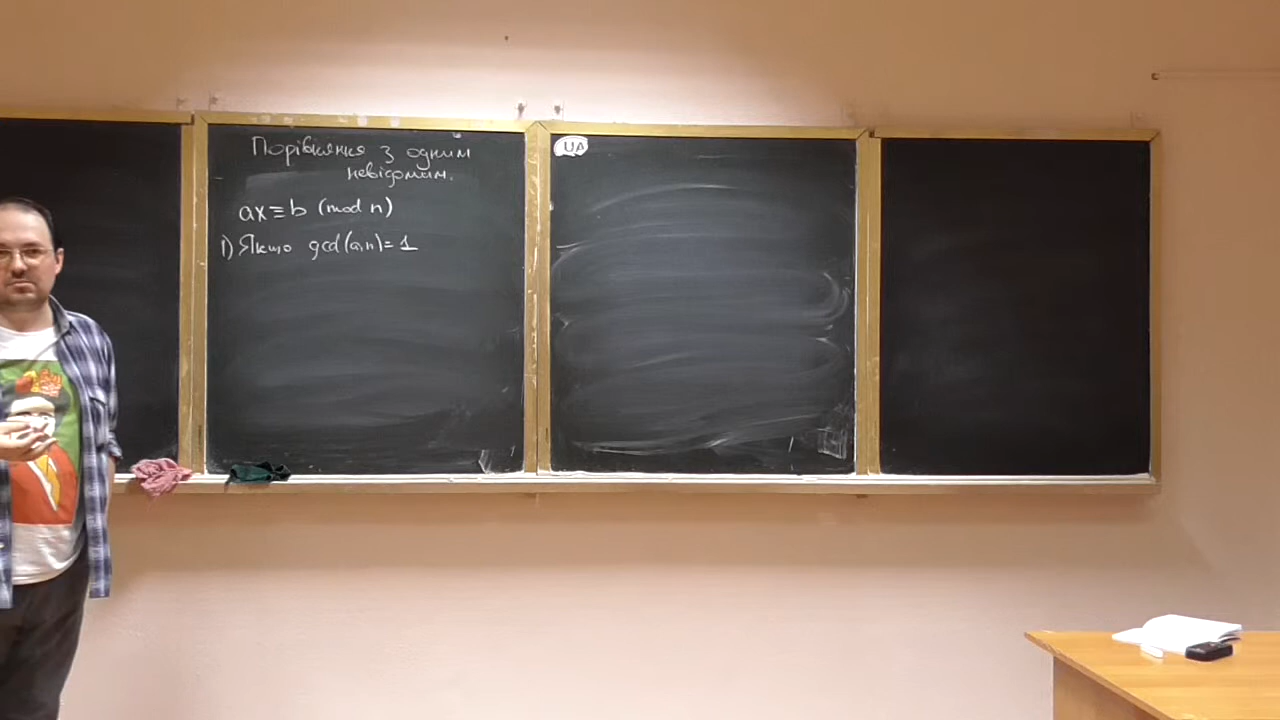 Порівняння з одним
невідомим.
ax ≡ b (mod n)
1) Якщо gcd(a,n)=1
UA